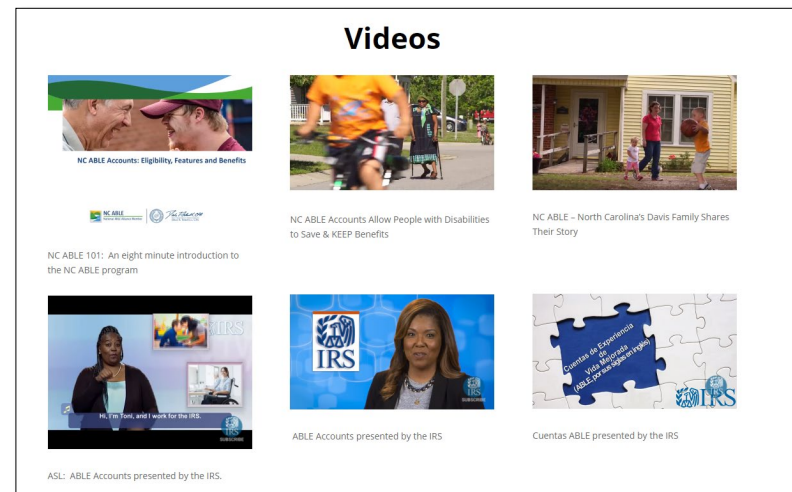 Videos
NC ABLE Accounts: Eligibility, Features and Benefits
NC ABLE
NC ABLE 101: An eight minute introduction to
the NC ABLE program
NC ABLE Accounts Allow People with Disabilities
to Save & KEEP Benefits
NC ABLE – North Carolina's Davis Family Shares
Their Story
IRS
Hi, I'm Toni, and I work for the IRS.
IRS
SUBSCRIBE
ASL: ABLE Accounts presented by the IRS.
IRS
IRS
SUBSCRIBE
ABLE Accounts presented by the IRS
Cuentas de Experiencia
de
Vida Mejorada
(ABLE, por sus siglas en inglés)
IRS
Cuentas ABLE presented by the IRS